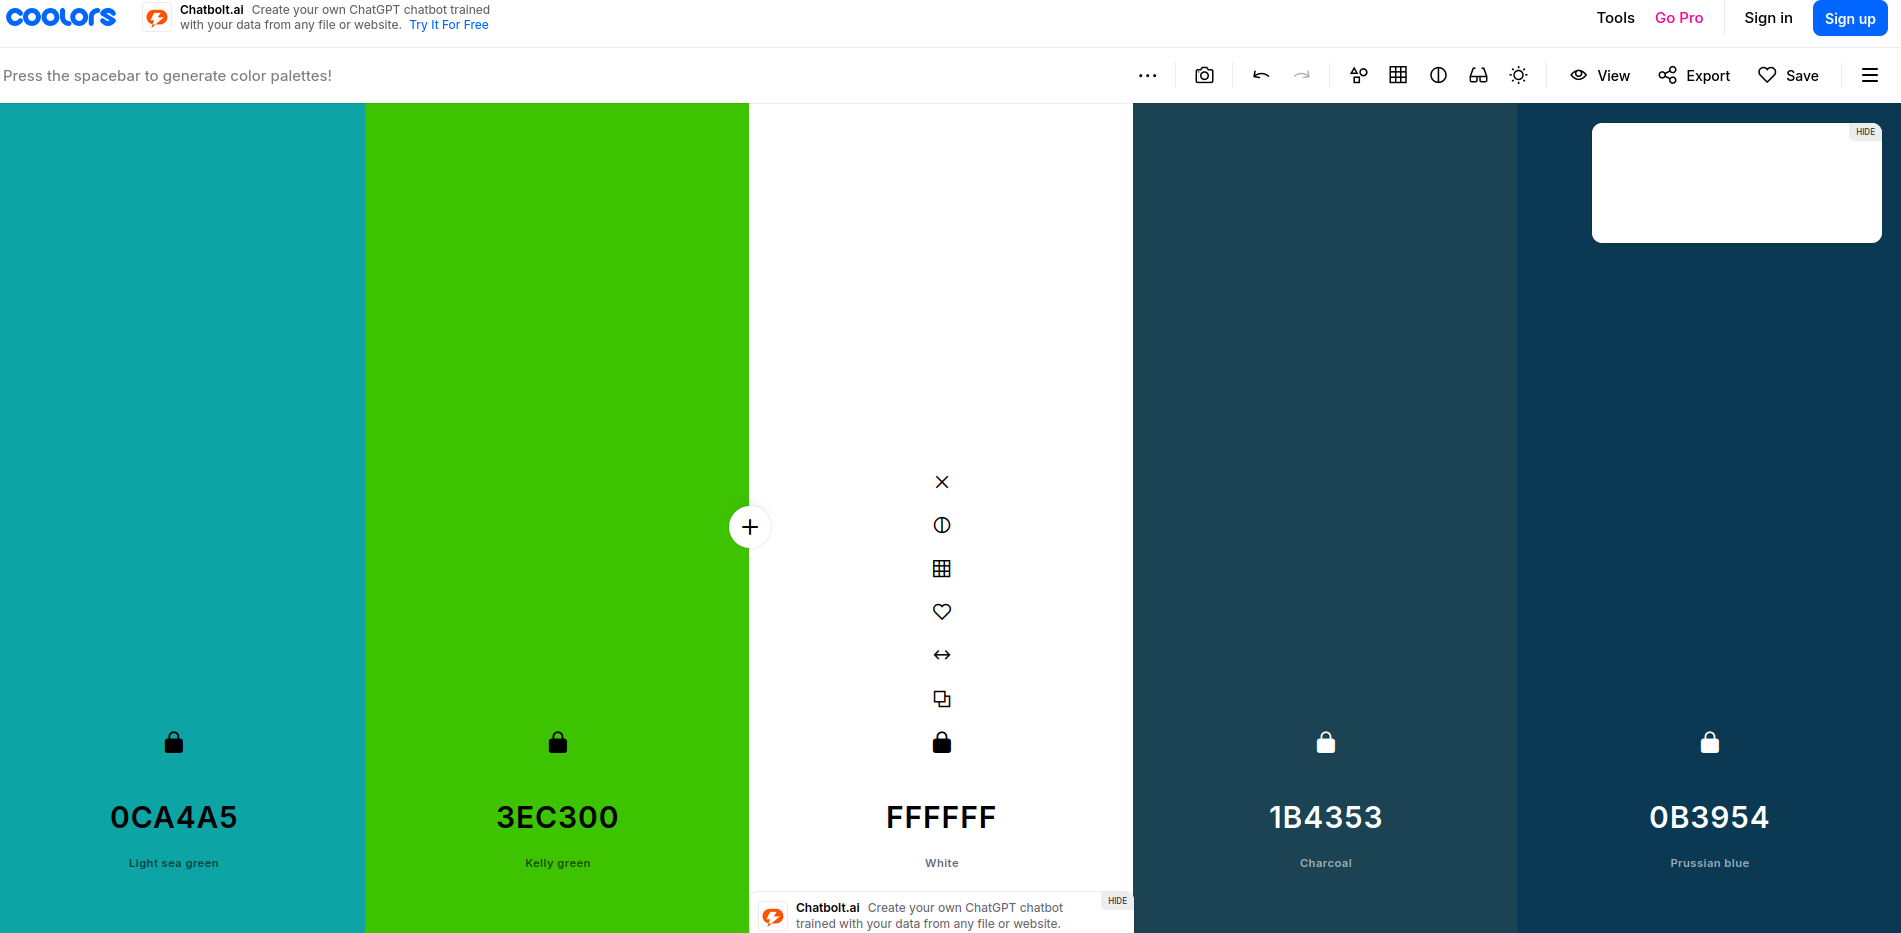 coolors
Chatbolt.ai Create your own ChatGPT chatbot trained
with your data from any file or website. Try It For Free
Tools
Go Pro
Sign in
Sign up
Press the spacebar to generate color palettes!
View
Export
Save
HIDE
0CA4A5
3EC300
FFFFFF
1B4353
0B3954
Light sea green
Kelly green
White
Charcoal
Prussian blue
Chatbolt.ai Create your own ChatGPT chatbot
trained with your data from any file or website.
HIDE